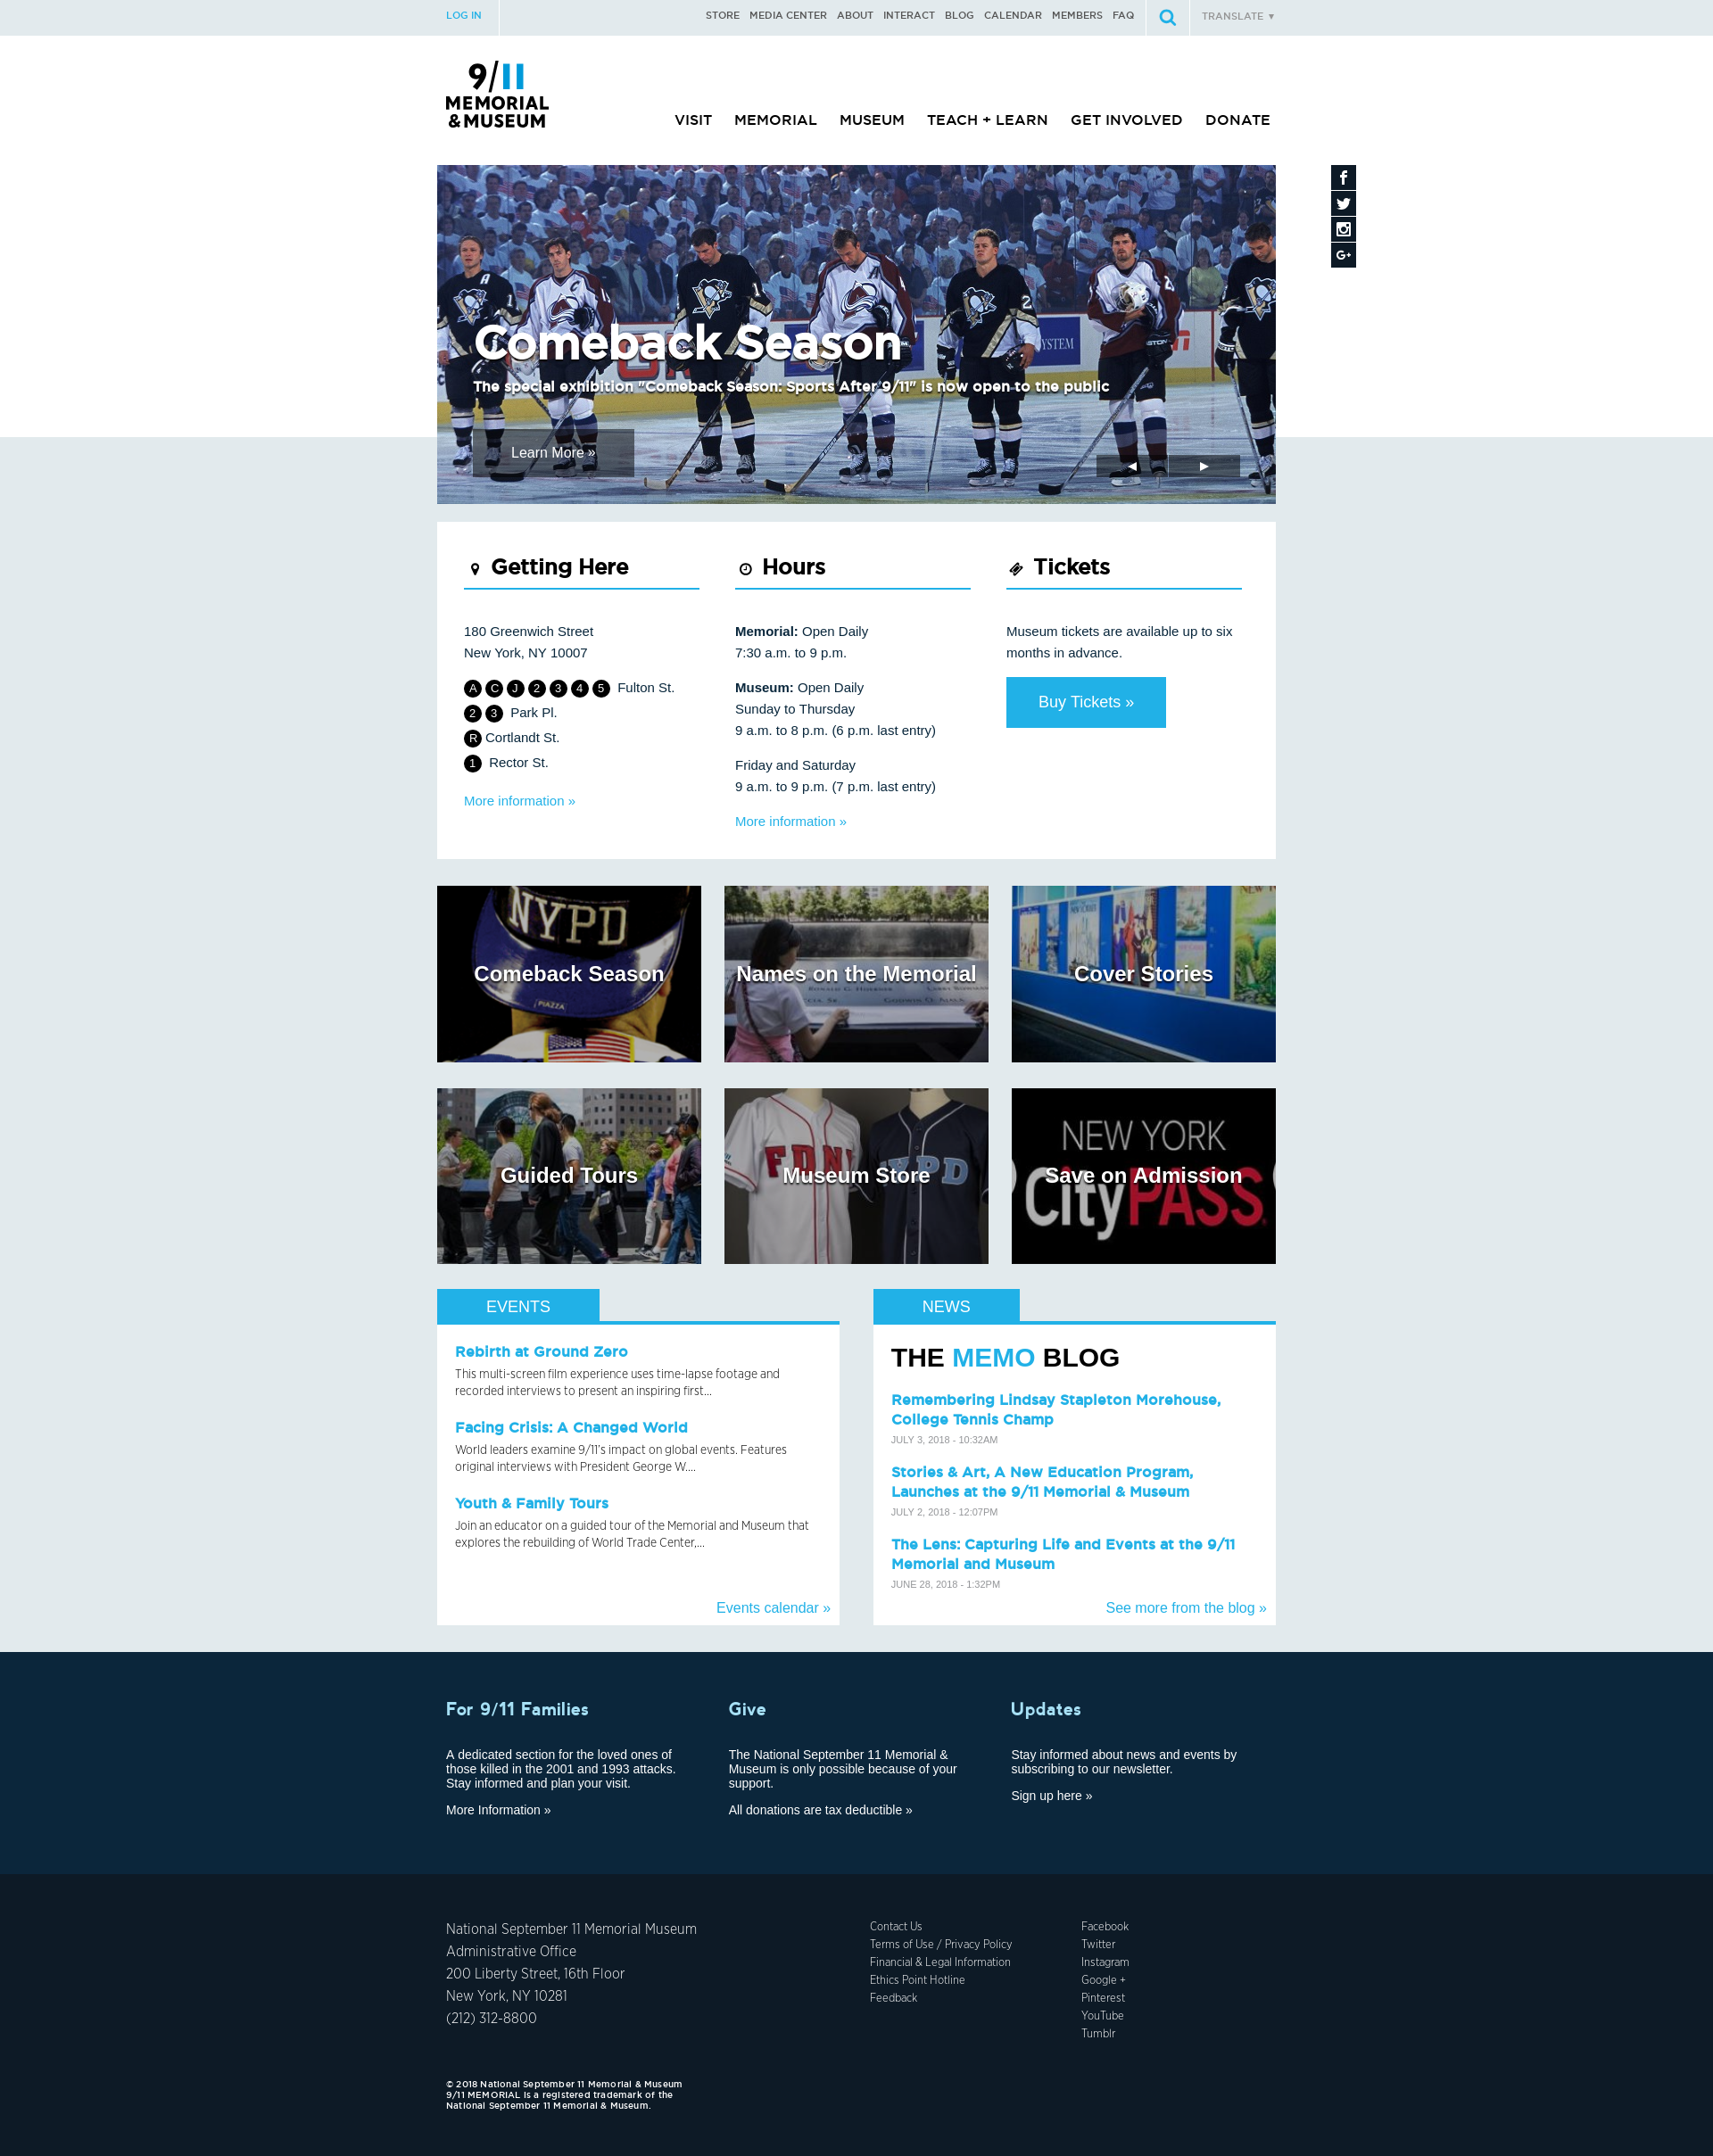 LOG IN
STORE MEDIA CENTER ABOUT INTERACT BLOG CALENDAR MEMBERS FAQ
TRANSLATE ▼
9/11
MEMORIAL
& MUSEUM
VISIT MEMORIAL MUSEUM TEACH + LEARN GET INVOLVED DONATE
SYSTEM
Comeback Season
The special exhibition "Comeback Season: Sports After 9/11" is now open to the public
Learn More »
Getting Here
180 Greenwich Street
New York, NY 10007
A C J 2 3 4 5 Fulton St.
2 3 Park Pl.
R Cortlandt St.
1 Rector St.
More information »
Hours
Memorial: Open Daily
7:30 a.m. to 9 p.m.
Museum: Open Daily
Sunday to Thursday
9 a.m. to 8 p.m. (6 p.m. last entry)
Friday and Saturday
9 a.m. to 9 p.m. (7 p.m. last entry)
More information »
Tickets
Museum tickets are available up to six
months in advance.
Buy Tickets »
NYPD
Comeback Season
PIAZZA
Names on the Memorial
Cover Stories
Guided Tours
FDNY
NYPD
Museum Store
NEW YORK
CityPASS
Save on Admission
EVENTS
Rebirth at Ground Zero
This multi-screen film experience uses time-lapse footage and
recorded interviews to present an inspiring first...
Facing Crisis: A Changed World
World leaders examine 9/11's impact on global events. Features
original interviews with President George W....
Youth & Family Tours
Join an educator on a guided tour of the Memorial and Museum that
explores the rebuilding of World Trade Center,...
Events calendar »
NEWS
THE MEMO BLOG
Remembering Lindsay Stapleton Morehouse,
College Tennis Champ
JULY 3, 2018 - 10:32AM
Stories & Art, A New Education Program,
Launches at the 9/11 Memorial & Museum
JULY 2, 2018 - 12:07PM
The Lens: Capturing Life and Events at the 9/11
Memorial and Museum
JUNE 28, 2018 - 1:32PM
See more from the blog »
For 9/11 Families
A dedicated section for the loved ones of
those killed in the 2001 and 1993 attacks.
Stay informed and plan your visit.
More Information »
Give
The National September 11 Memorial &
Museum is only possible because of your
support.
All donations are tax deductible »
Updates
Stay informed about news and events by
subscribing to our newsletter.
Sign up here »
National September 11 Memorial Museum
Administrative Office
200 Liberty Street, 16th Floor
New York, NY 10281
(212) 312-8800
Contact Us
Terms of Use / Privacy Policy
Financial & Legal Information
Ethics Point Hotline
Feedback
Facebook
Twitter
Instagram
Google +
Pinterest
YouTube
Tumblr
© 2018 National September 11 Memorial & Museum
9/11 MEMORIAL is a registered trademark of the
National September 11 Memorial & Museum.